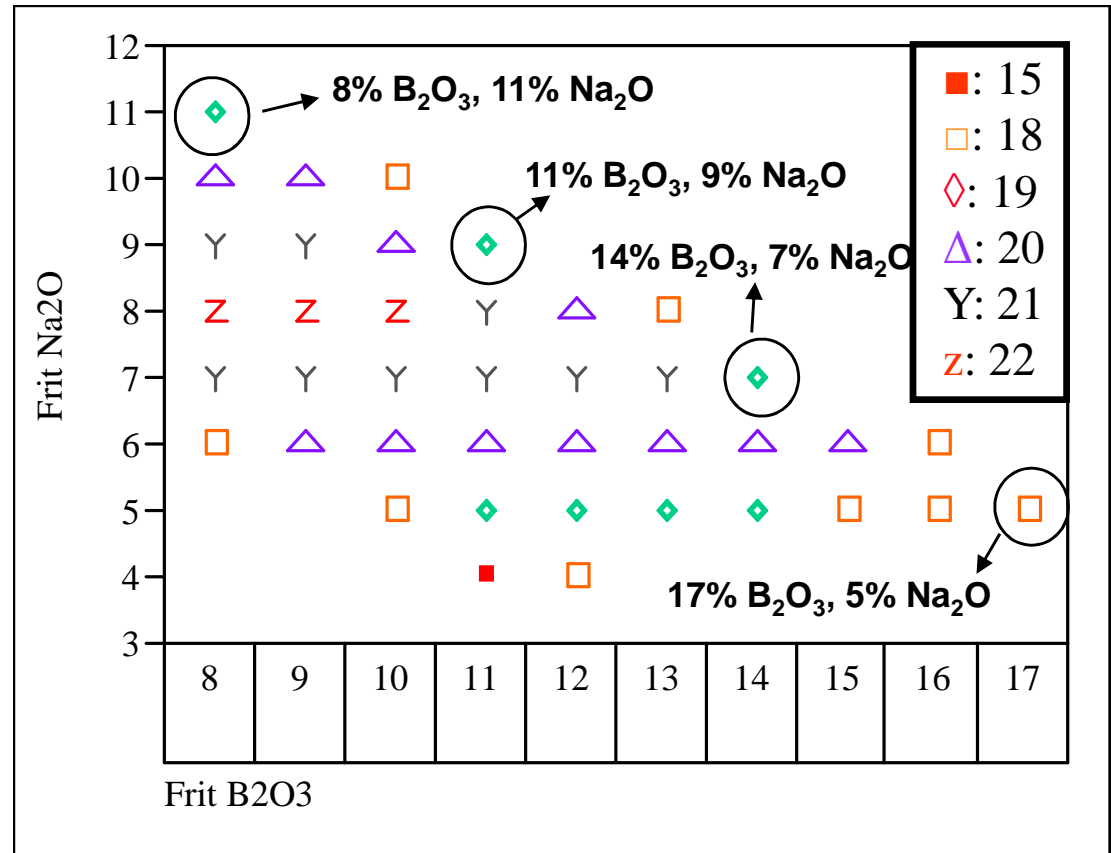 12
11
10
9
8
7
6
5
4
3
Frit Na2O
8% B₂O₃, 11% Na₂O
11% B₂O₃, 9% Na₂O
14% B₂O₃, 7% Na₂O
17% B₂O₃, 5% Na₂O
■: 15
□: 18
◊: 19
Δ: 20
Y: 21
z: 22
8 9 10 11 12 13 14 15 16 17
Frit B2O3